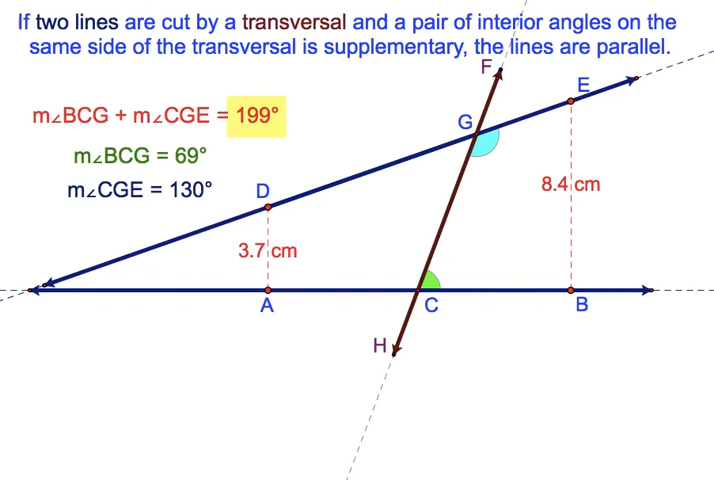 If two lines are cut by a transversal and a pair of interior angles on the
same side of the transversal is supplementary, the lines are parallel.
F
E
m∠BCG + m∠CGE = 199°
G
m∠BCG = 69°
m∠CGE = 130°
D
8.4 cm
3.7 cm
A
C
B
H